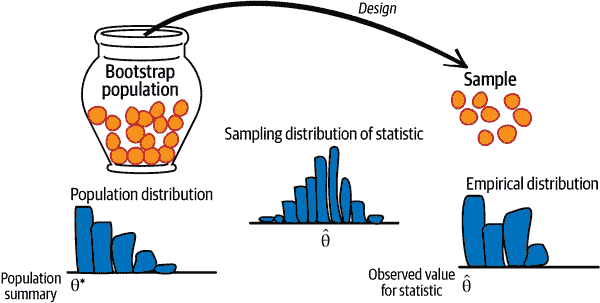 Design
Bootstrap
population
Sample
Sampling distribution of statistic
Population distribution
Empirical distribution
θ̂
Population
summary
θ*
Observed value
for statistic
θ̂